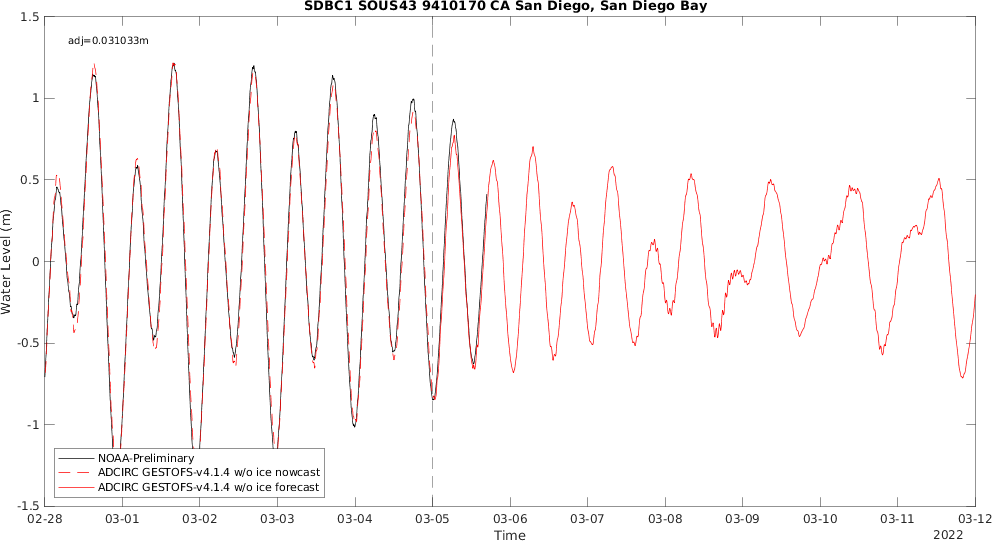 SDBC1 SOUS43 9410170 CA San Diego, San Diego Bay
adj=0.031033m
1.5
1
0.5
0
-0.5
-1
-1.5
Water Level (m)
NOAA-Preliminary
ADCIRC GESTOFS-v4.1.4 w/o ice nowcast
ADCIRC GESTOFS-v4.1.4 w/o ice forecast
02-28 03-01 03-02 03-03 03-04 03-05 03-06 03-07 03-08 03-09 03-10 03-11 03-12
Time
2022